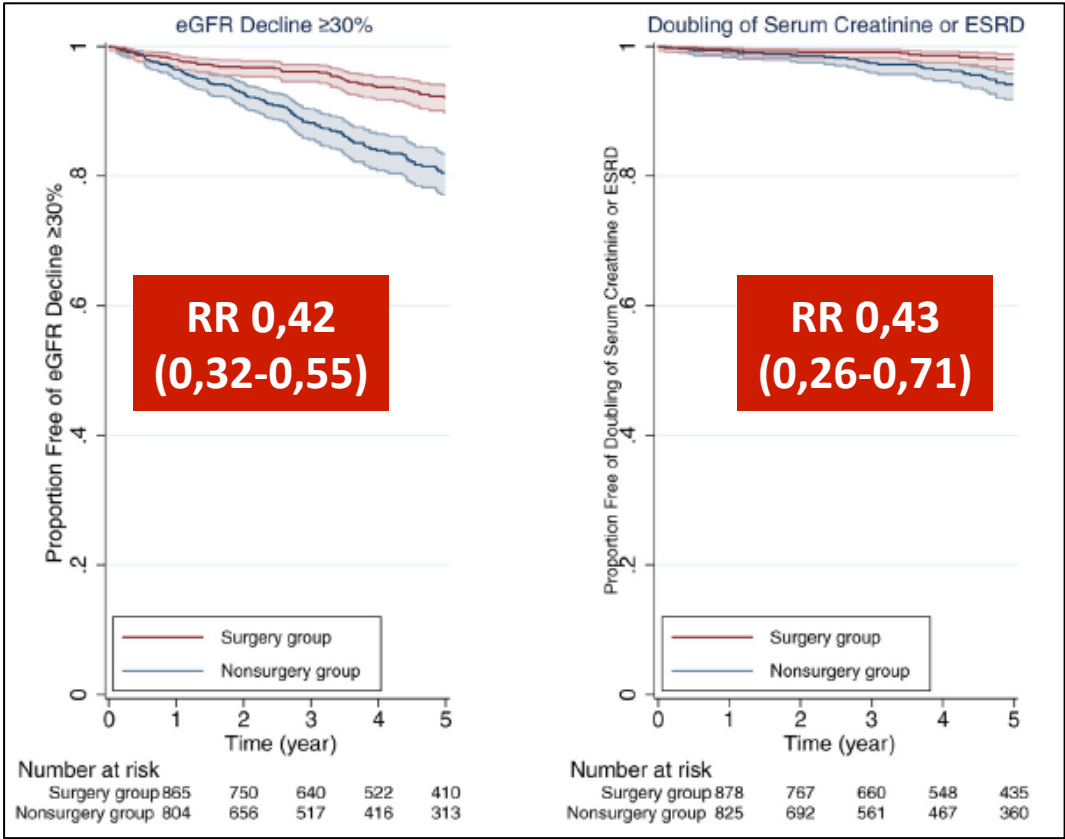 eGFR Decline ≥30%
Proportion Free of eGFR Decline ≥30%
1
.8
.6
.4
.2
0
RR 0,42
(0,32-0,55)
Surgery group
Nonsurgery group
0 1 2 3 4 5
Time (year)
Number at risk
Surgery group 865 750 640 522 410
Nonsurgery group 804 656 517 416 313
Doubling of Serum Creatinine or ESRD
Proportion Free of Doubling of Serum Creatinine or ESRD
1
.8
.6
.4
.2
0
RR 0,43
(0,26-0,71)
Surgery group
Nonsurgery group
0 1 2 3 4 5
Time (year)
Number at risk
Surgery group 878 767 660 548 435
Nonsurgery group 825 692 561 467 360